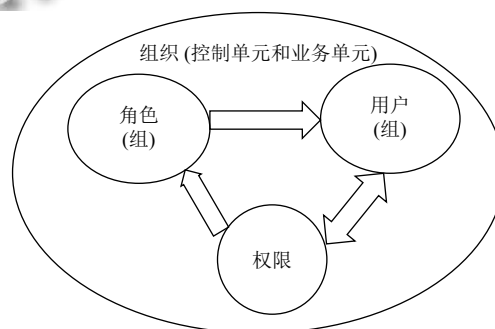 组织 (控制单元和业务单元)
角色
(组)
用户
(组)
权限